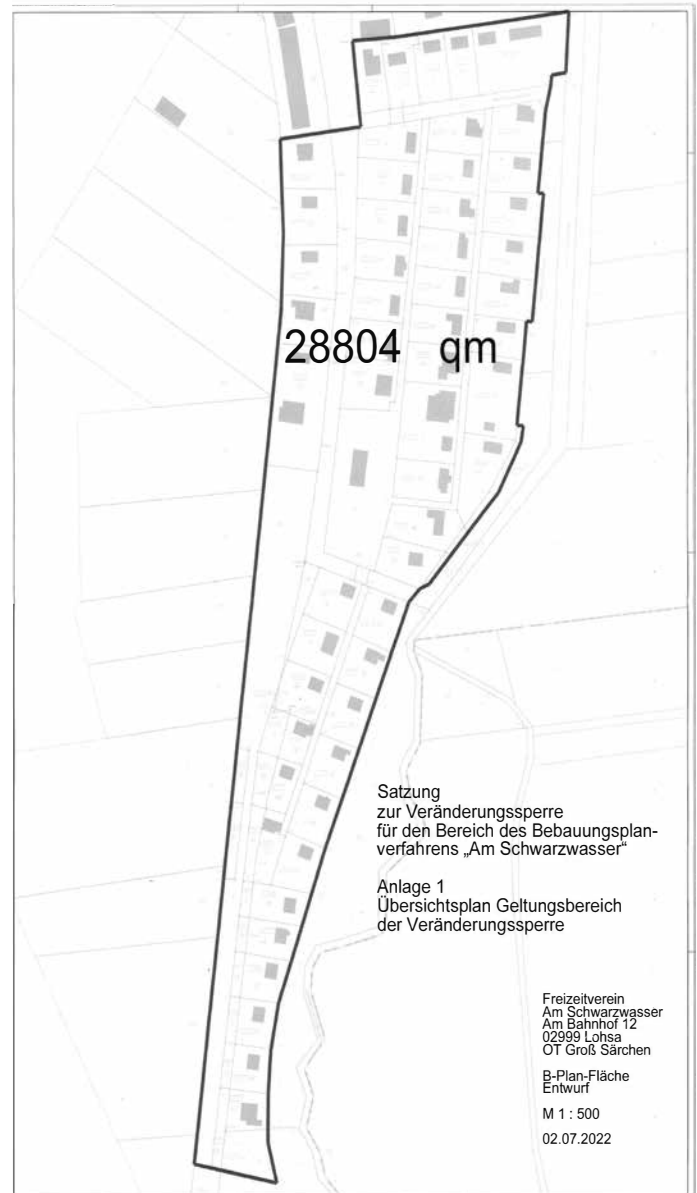 28804 qm
Satzung
zur Veränderungssperre
für den Bereich des Bebauungsplan-
verfahrens „Am Schwarzwasser“
Anlage 1
Übersichtsplan Geltungsbereich
der Veränderungssperre
Freizeitverein
Am Schwarzwasser
Am Bahnhof 12
02999 Lohsa
OT Groß Särchen
B-Plan-Fläche
Entwurf
M 1 : 500
02.07.2022